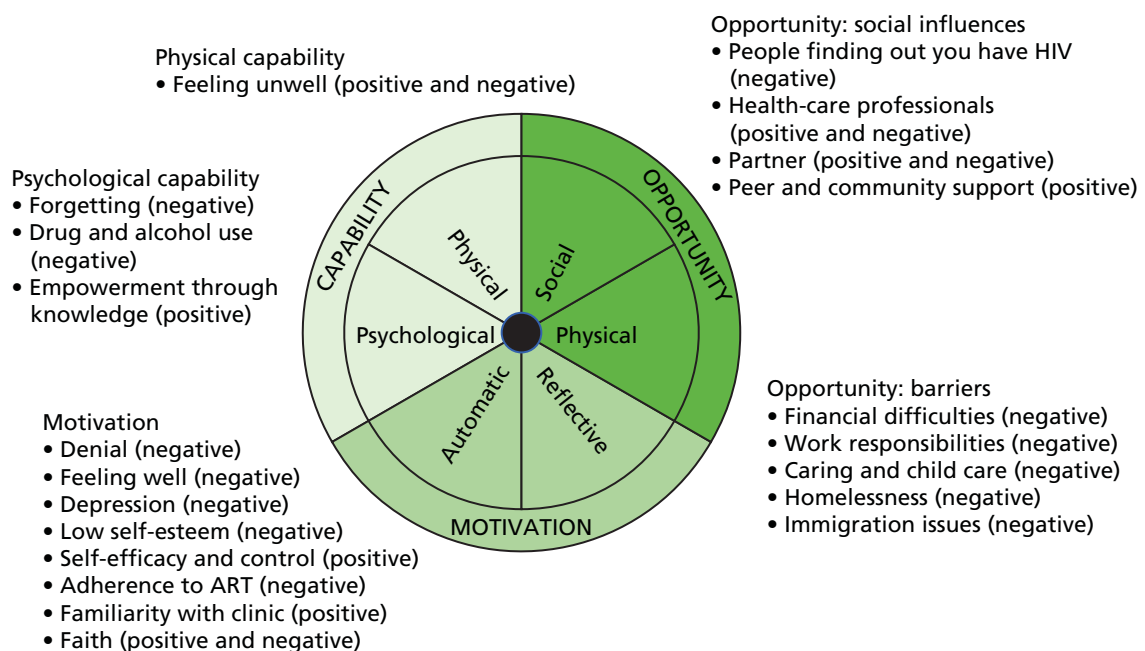 Physical capability
• Feeling unwell (positive and negative)
Opportunity: social influences
• People finding out you have HIV
(negative)
• Health-care professionals
(positive and negative)
• Partner (positive and negative)
• Peer and community support (positive)
Psychological capability
• Forgetting (negative)
• Drug and alcohol use
(negative)
• Empowerment through
knowledge (positive)
CAPABILITY
OPPORTUNITY
Physical
Social
Psychological
Physical
Automatic
Reflective
MOTIVATION
Motivation
• Denial (negative)
• Feeling well (negative)
• Depression (negative)
• Low self-esteem (negative)
• Self-efficacy and control (positive)
• Adherence to ART (negative)
• Familiarity with clinic (positive)
• Faith (positive and negative)
Opportunity: barriers
• Financial difficulties (negative)
• Work responsibilities (negative)
• Caring and child care (negative)
• Homelessness (negative)
• Immigration issues (negative)